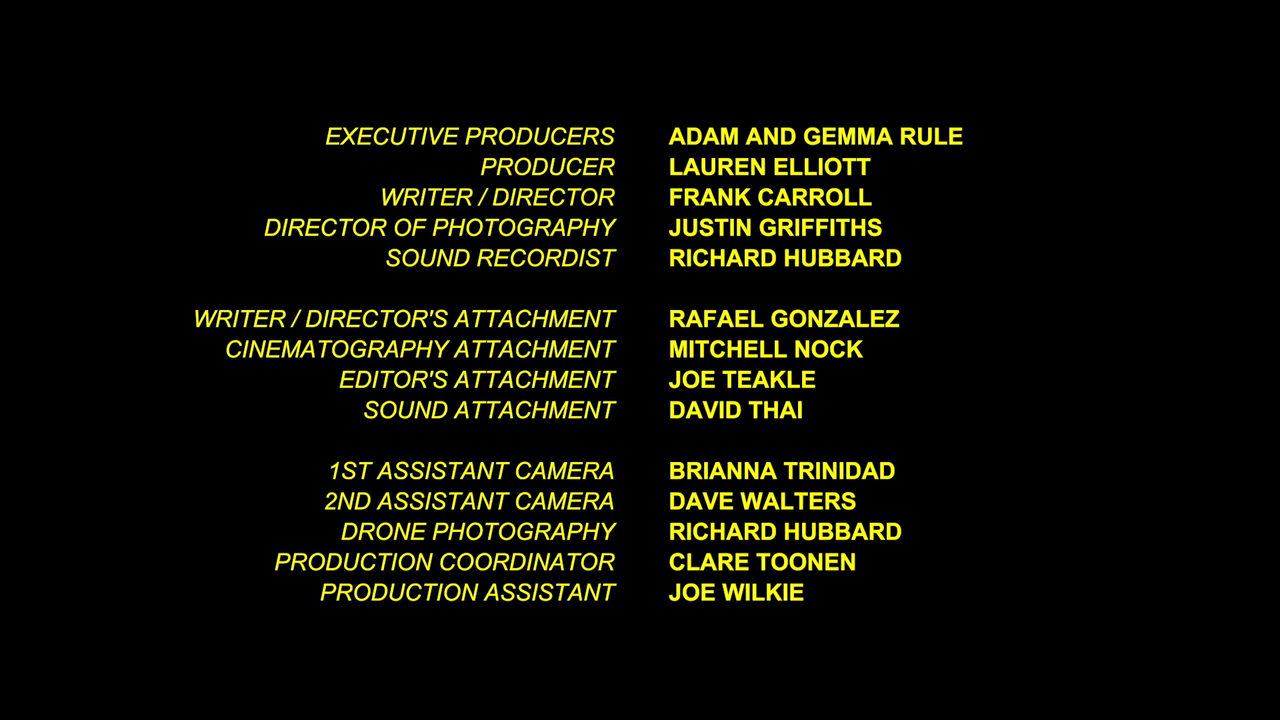 EXECUTIVE PRODUCERS ADAM AND GEMMA RULE
PRODUCER LAUREN ELLIOTT
WRITER / DIRECTOR FRANK CARROLL
DIRECTOR OF PHOTOGRAPHY JUSTIN GRIFFITHS
SOUND RECORDIST RICHARD HUBBARD
WRITER / DIRECTOR'S ATTACHMENT RAFAEL GONZALEZ
CINEMATOGRAPHY ATTACHMENT MITCHELL NOCK
EDITOR'S ATTACHMENT JOE TEAKLE
SOUND ATTACHMENT DAVID THAI
1ST ASSISTANT CAMERA BRIANNA TRINIDAD
2ND ASSISTANT CAMERA DAVE WALTERS
DRONE PHOTOGRAPHY RICHARD HUBBARD
PRODUCTION COORDINATOR CLARE TOONEN
PRODUCTION ASSISTANT JOE WILKIE